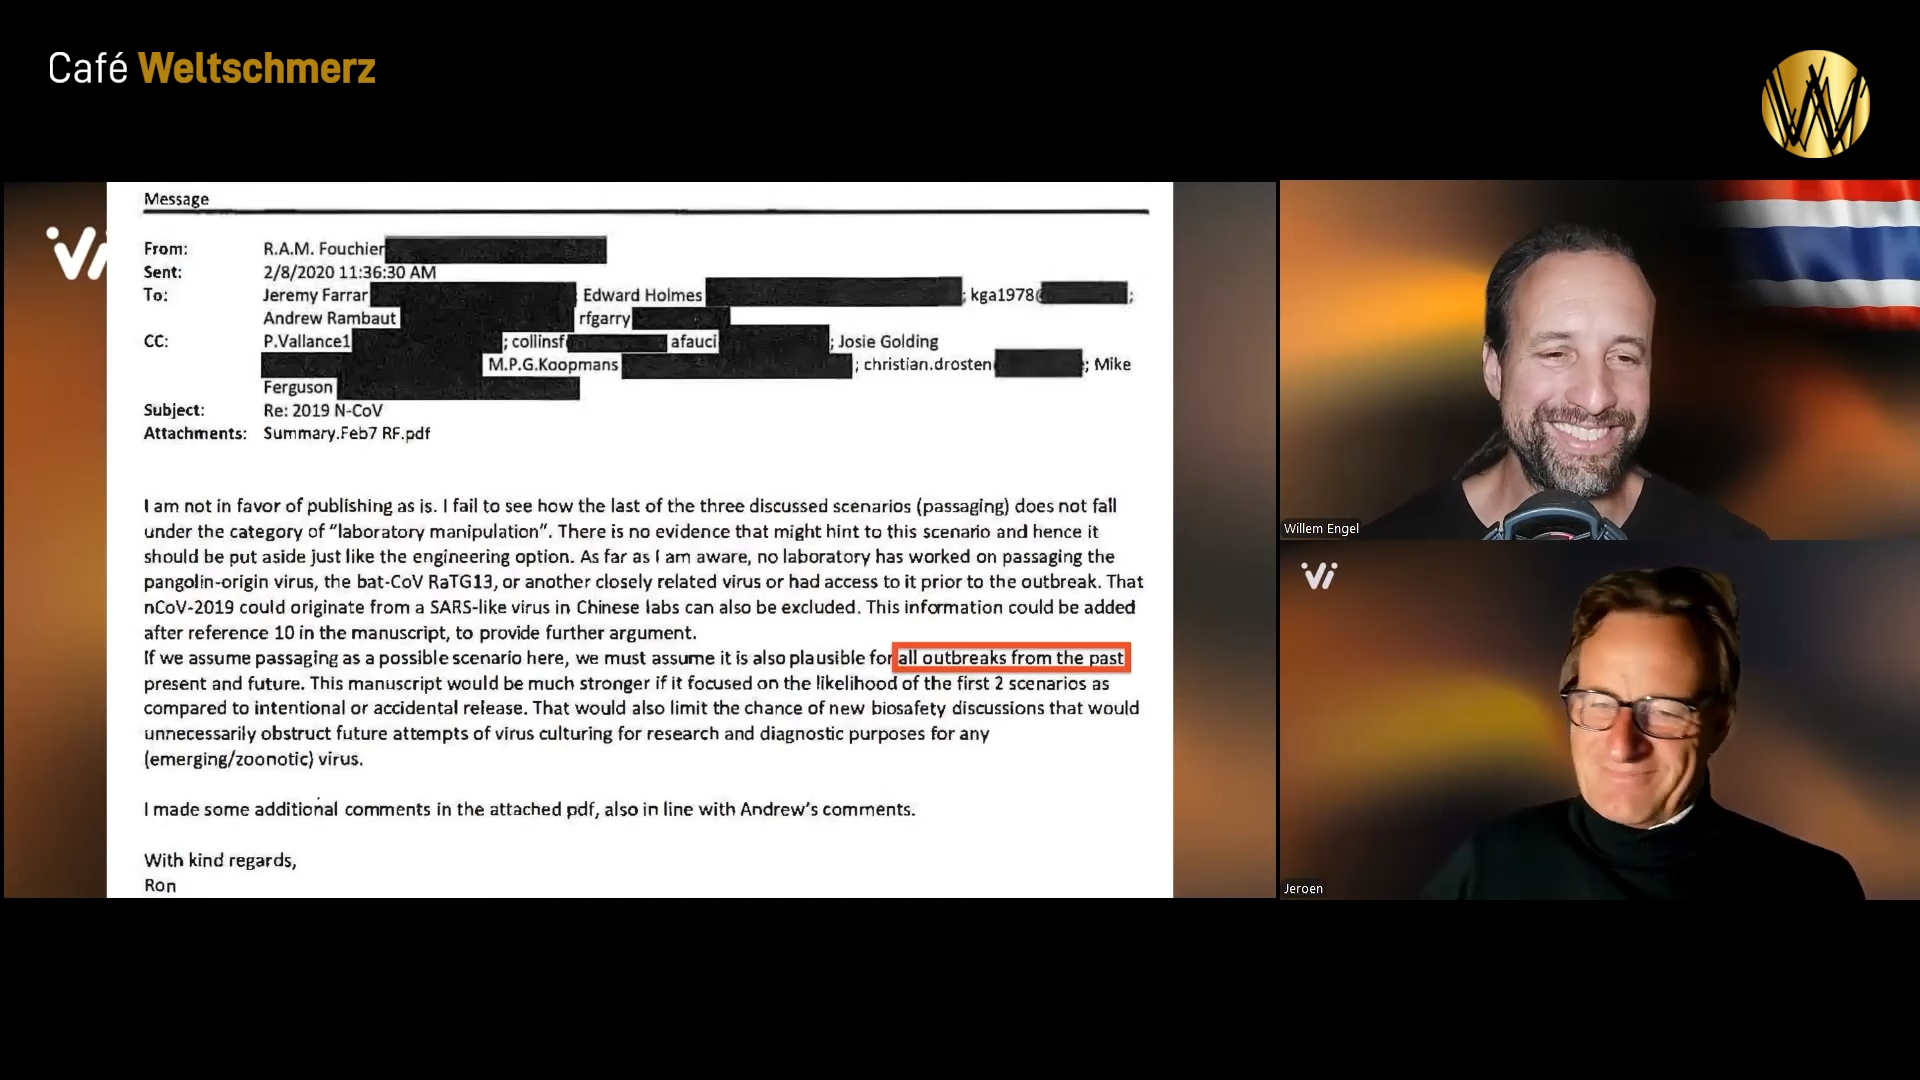 Café Weltschmerz
Message
From: R.A.M. Fouchier
Sent: 2/8/2020 11:36:30 AM
To: Jeremy Farrar ; Edward Holmes ; kga1978@ ;
Andrew Rambaut rfgarry
CC: P.Vallance1 ; collinsf afauci ; Josie Golding
M.P.G.Koopmans ; christian.drosten ; Mike
Ferguson
Subject: Re: 2019 N-CoV
Attachments: Summary.Feb7 RF.pdf
I am not in favor of publishing as is. I fail to see how the last of the three discussed scenarios (passaging) does not fall
under the category of “laboratory manipulation”. There is no evidence that might hint to this scenario and hence it
should be put aside just like the engineering option. As far as I am aware, no laboratory has worked on passaging the
pangolin-origin virus, the bat-CoV RaTG13, or another closely related virus or had access to it prior to the outbreak. That
nCoV-2019 could originate from a SARS-like virus in Chinese labs can also be excluded. This information could be added
after reference 10 in the manuscript, to provide further argument.
If we assume passaging as a possible scenario here, we must assume it is also plausible for all outbreaks from the past
present and future. This manuscript would be much stronger if it focused on the likelihood of the first 2 scenarios as
compared to intentional or accidental release. That would also limit the chance of new biosafety discussions that would
unnecessarily obstruct future attempts of virus culturing for research and diagnostic purposes for any
(emerging/zoonotic) virus.
I made some additional comments in the attached pdf, also in line with Andrew’s comments.
With kind regards,
Ron
Willem Engel
Jeroen